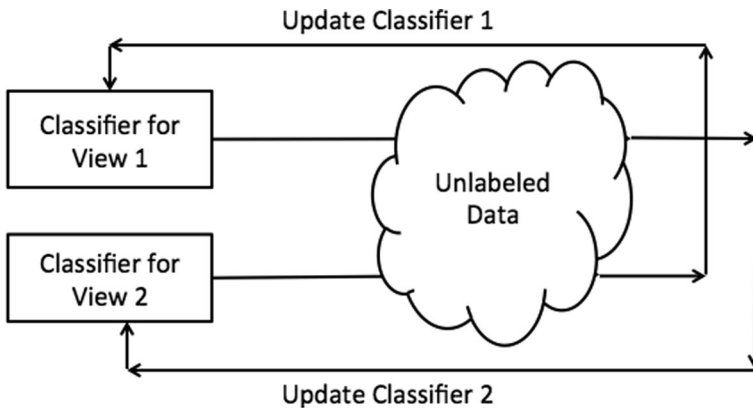 Update Classifier 1
Classifier for
View 1
Unlabeled
Data
Classifier for
View 2
Update Classifier 2